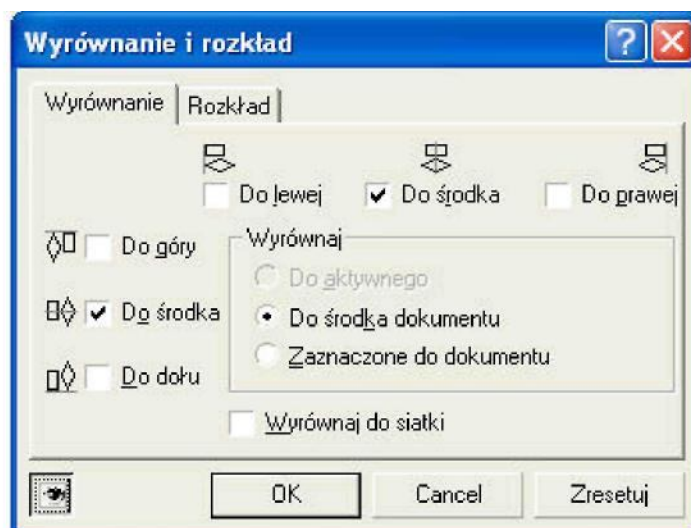 Wyrównanie i rozkład
Wyrównanie Rozkład
Do lewej Do środka Do prawej
Do góry
Wyrównaj
Do aktywnego
Do środka
Do środka dokumentu
Zaznaczone do dokumentu
Do dołu
Wyrównaj do siatki
OK Cancel Zresetuj